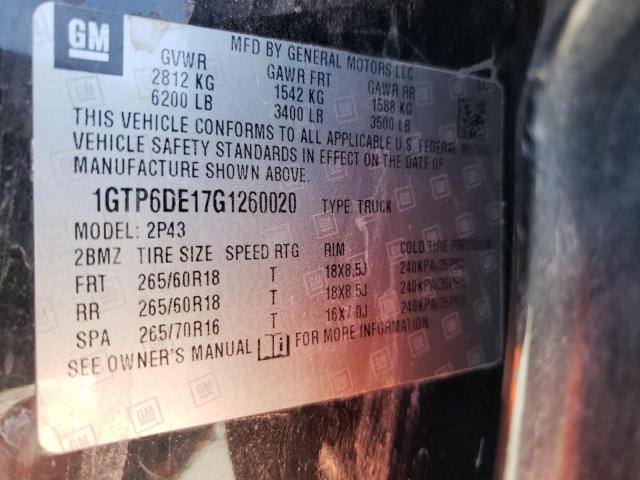 GM
MFD BY GENERAL MOTORS LLC
GVWR GAWR FRT GAWR RR
2812 KG 1542 KG 1588 KG
6200 LB 3400 LB 3500 LB
THIS VEHICLE CONFORMS TO ALL APPLICABLE U.S. FEDERAL MOTOR
VEHICLE SAFETY STANDARDS IN EFFECT ON THE DATE OF
MANUFACTURE SHOWN ABOVE.
1GTP6DE17G1260020 TYPE: TRUCK
MODEL: 2P43
2BMZ TIRE SIZE SPEED RTG RIM COLD TIRE PRESSURE
FRT 265/60R18 T 18X8.5J 240KPA(35PSI)
RR 265/60R18 T 18X8.5J 240KPA(35PSI)
SPA 265/70R16 T 16X7.0J 240KPA(35PSI)
SEE OWNER'S MANUAL FOR MORE INFORMATION.